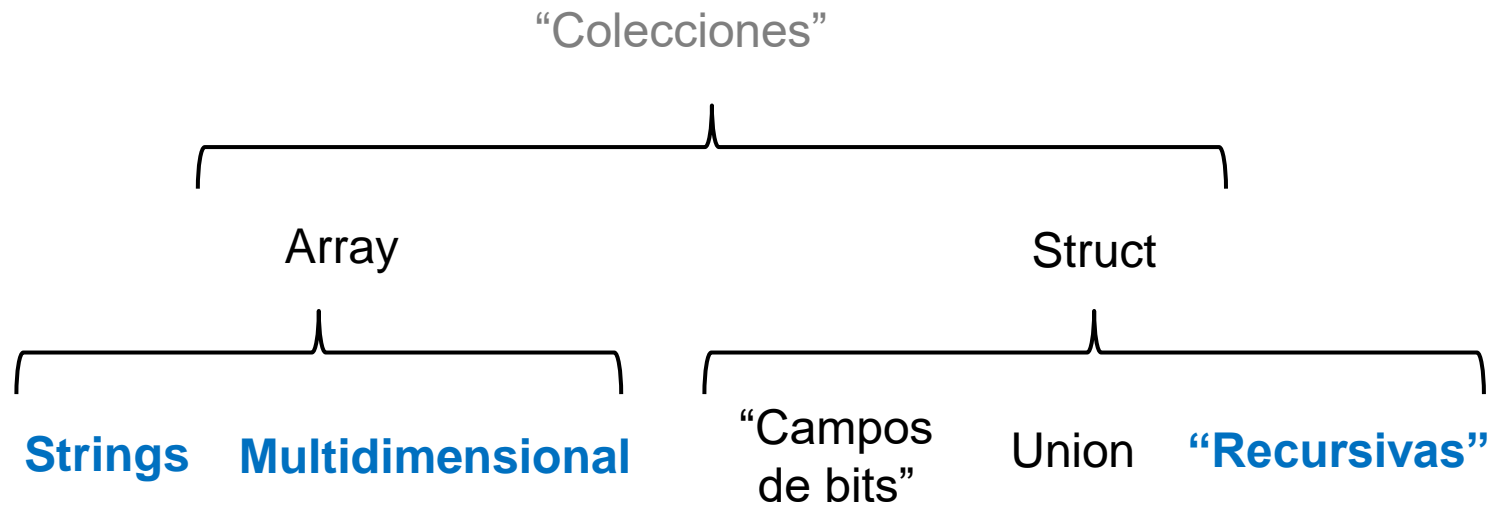 “Colecciones”
Array
Struct
Strings
Multidimensional
“Campos
de bits”
Union
“Recursivas”